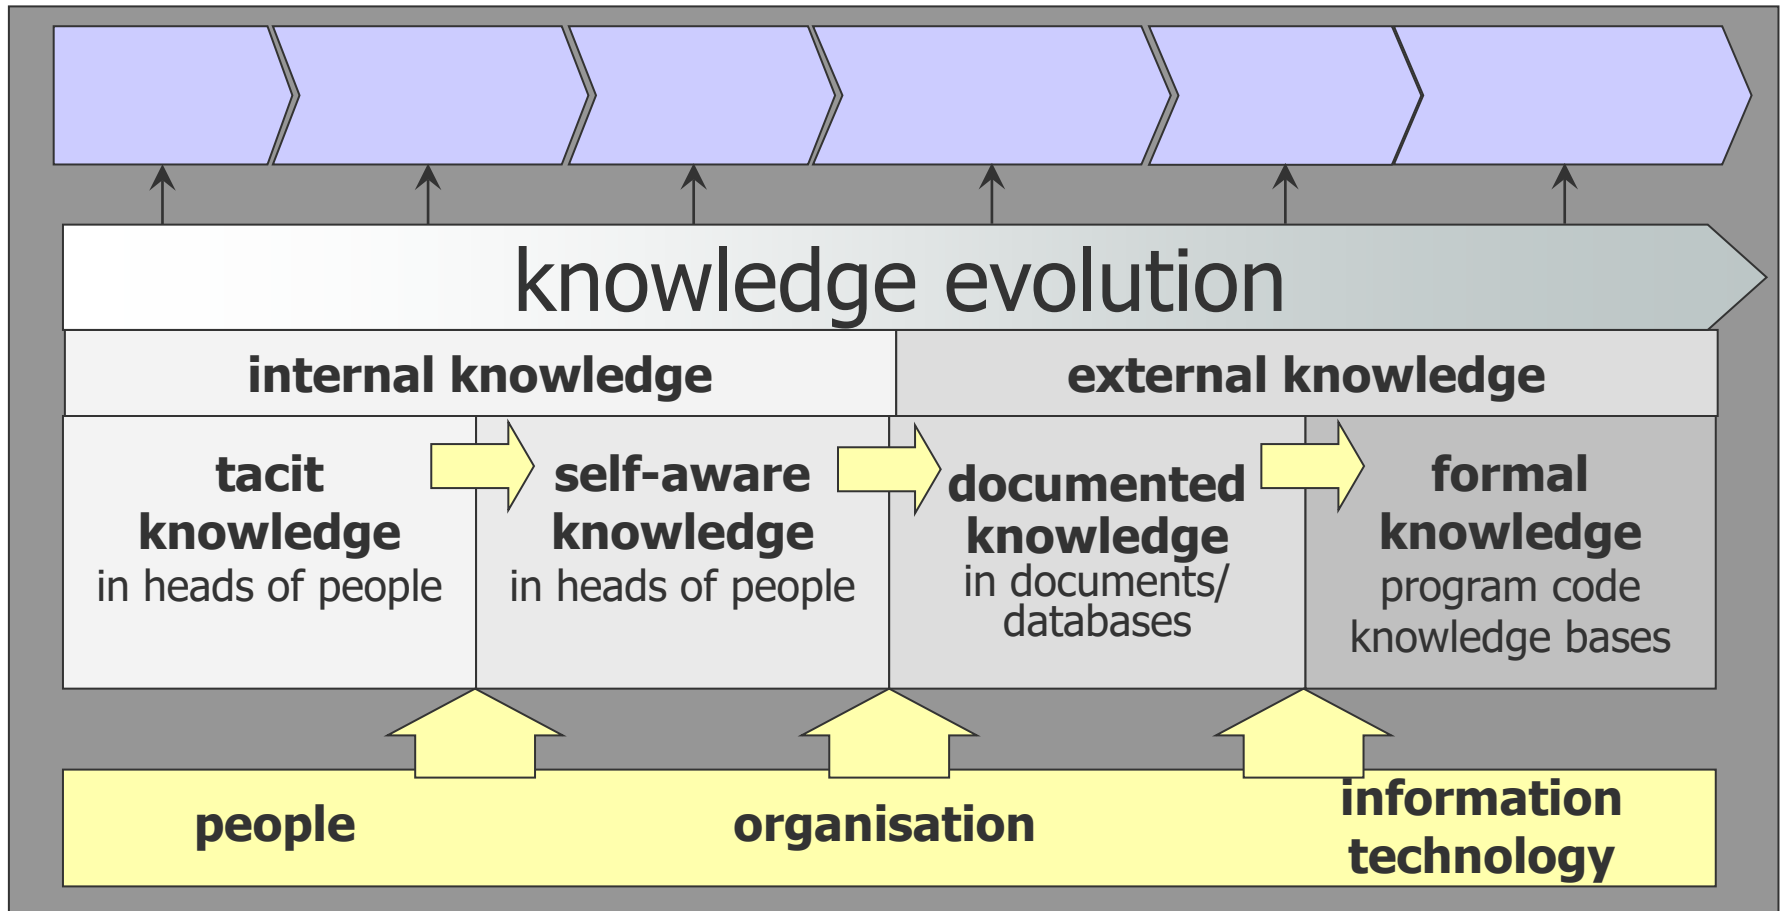 knowledge evolution
internal knowledge
external knowledge
tacit
knowledge
in heads of people
self-aware
knowledge
in heads of people
documented
knowledge
in documents/
databases
formal
knowledge
program code
knowledge bases
people
organisation
information
technology